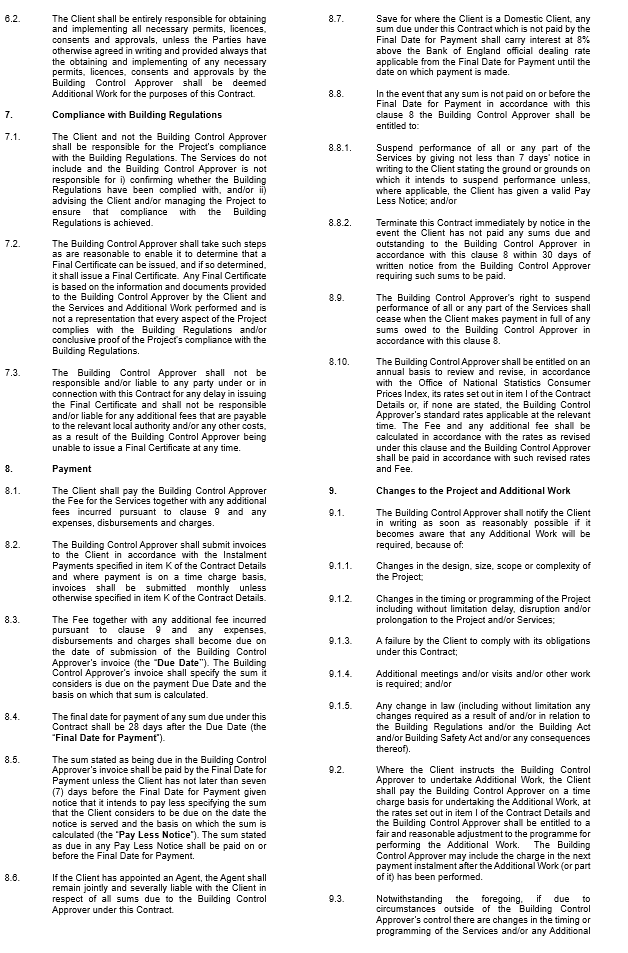 6.2. The Client shall be entirely responsible for obtaining
and implementing all necessary permits, licences,
consents and approvals, unless the Parties have
otherwise agreed in writing and provided always that
the obtaining and implementing of any necessary
permits, licences, consents and approvals by the
Building Control Approver shall be deemed
Additional Work for the purposes of this Contract.
7. Compliance with Building Regulations
7.1. The Client and not the Building Control Approver
shall be responsible for the Project's compliance
with the Building Regulations. The Services do not
include and the Building Control Approver is not
responsible for i) confirming whether the Building
Regulations have been complied with, and/or ii)
advising the Client and/or managing the Project to
ensure that compliance with the Building
Regulations is achieved.
7.2. The Building Control Approver shall take such steps
as are reasonable to enable it to determine that a
Final Certificate can be issued, and if so determined,
it shall issue a Final Certificate. Any Final Certificate
is based on the information and documents provided
to the Building Control Approver by the Client and
the Services and Additional Work performed and is
not a representation that every aspect of the Project
complies with the Building Regulations and/or
conclusive proof of the Project's compliance with the
Building Regulations.
7.3. The Building Control Approver shall not be
responsible and/or liable to any party under or in
connection with this Contract for any delay in issuing
the Final Certificate and shall not be responsible
and/or liable for any additional fees that are payable
to the relevant local authority and/or any other costs,
as a result of the Building Control Approver being
unable to issue a Final Certificate at any time.
8. Payment
8.1. The Client shall pay the Building Control Approver
the Fee for the Services together with any additional
fees incurred pursuant to clause 9 and any
expenses, disbursements and charges.
8.2. The Building Control Approver shall submit invoices
to the Client in accordance with the Instalment
Payments specified in item K of the Contract Details
and where payment is on a time charge basis,
invoices shall be submitted monthly unless
otherwise specified in item K of the Contract Details.
8.3. The Fee together with any additional fee incurred
pursuant to clause 9 and any expenses,
disbursements and charges shall become due on
the date of submission of the Building Control
Approver's invoice (the "Due Date"). The Building
Control Approver's invoice shall specify the sum it
considers is due on the payment Due Date and the
basis on which that sum is calculated.
8.4. The final date for payment of any sum due under this
Contract shall be 28 days after the Due Date (the
"Final Date for Payment").
8.5. The sum stated as being due in the Building Control
Approver's invoice shall be paid by the Final Date for
Payment unless the Client has not later than seven
(7) days before the Final Date for Payment given
notice that it intends to pay less specifying the sum
that the Client considers to be due on the date the
notice is served and the basis on which the sum is
calculated (the "Pay Less Notice"). The sum stated
as due in any Pay Less Notice shall be paid on or
before the Final Date for Payment.
8.6. If the Client has appointed an Agent, the Agent shall
remain jointly and severally liable with the Client in
respect of all sums due to the Building Control
Approver under this Contract.
8.7. Save for where the Client is a Domestic Client, any
sum due under this Contract which is not paid by the
Final Date for Payment shall carry interest at 8%
above the Bank of England official dealing rate
applicable from the Final Date for Payment until the
date on which payment is made.
8.8. In the event that any sum is not paid on or before the
Final Date for Payment in accordance with this
clause 8 the Building Control Approver shall be
entitled to:
8.8.1. Suspend performance of all or any part of the
Services by giving not less than 7 days' notice in
writing to the Client stating the ground or grounds on
which it intends to suspend performance unless,
where applicable, the Client has given a valid Pay
Less Notice; and/or
8.8.2. Terminate this Contract immediately by notice in the
event the Client has not paid any sums due and
outstanding to the Building Control Approver in
accordance with this clause 8 within 30 days of
written notice from the Building Control Approver
requiring such sums to be paid.
8.9. The Building Control Approver's right to suspend
performance of all or any part of the Services shall
cease when the Client makes payment in full of any
sums owed to the Building Control Approver in
accordance with this clause 8.
8.10. The Building Control Approver shall be entitled on an
annual basis to review and revise, in accordance
with the Office of National Statistics Consumer
Prices Index, its rates set out in item I of the Contract
Details or, if none are stated, the Building Control
Approver's standard rates applicable at the relevant
time. The Fee and any additional fee shall be
calculated in accordance with the rates as revised
under this clause and the Building Control Approver
shall be paid in accordance with such revised rates
and Fee.
9. Changes to the Project and Additional Work
9.1. The Building Control Approver shall notify the Client
in writing as soon as reasonably possible if it
becomes aware that any Additional Work will be
required, because of:
9.1.1. Changes in the design, size, scope or complexity of
the Project;
9.1.2. Changes in the timing or programming of the Project
including without limitation delay, disruption and/or
prolongation to the Project and/or Services;
9.1.3. A failure by the Client to comply with its obligations
under this Contract;
9.1.4. Additional meetings and/or visits and/or other work
is required; and/or
9.1.5. Any change in law (including without limitation any
changes required as a result of and/or in relation to
the Building Regulations and/or the Building Act
and/or Building Safety Act and/or any consequences
thereof).
9.2. Where the Client instructs the Building Control
Approver to undertake Additional Work, the Client
shall pay the Building Control Approver on a time
charge basis for undertaking the Additional Work, at
the rates set out in item I of the Contract Details and
the Building Control Approver shall be entitled to a
fair and reasonable adjustment to the programme for
performing the Additional Work. The Building
Control Approver may include the charge in the next
payment instalment after the Additional Work (or part
of it) has been performed.
9.3. Notwithstanding the foregoing, if due to
circumstances outside of the Building Control
Approver's control there are changes in the timing or
programming of the Services and/or any Additional